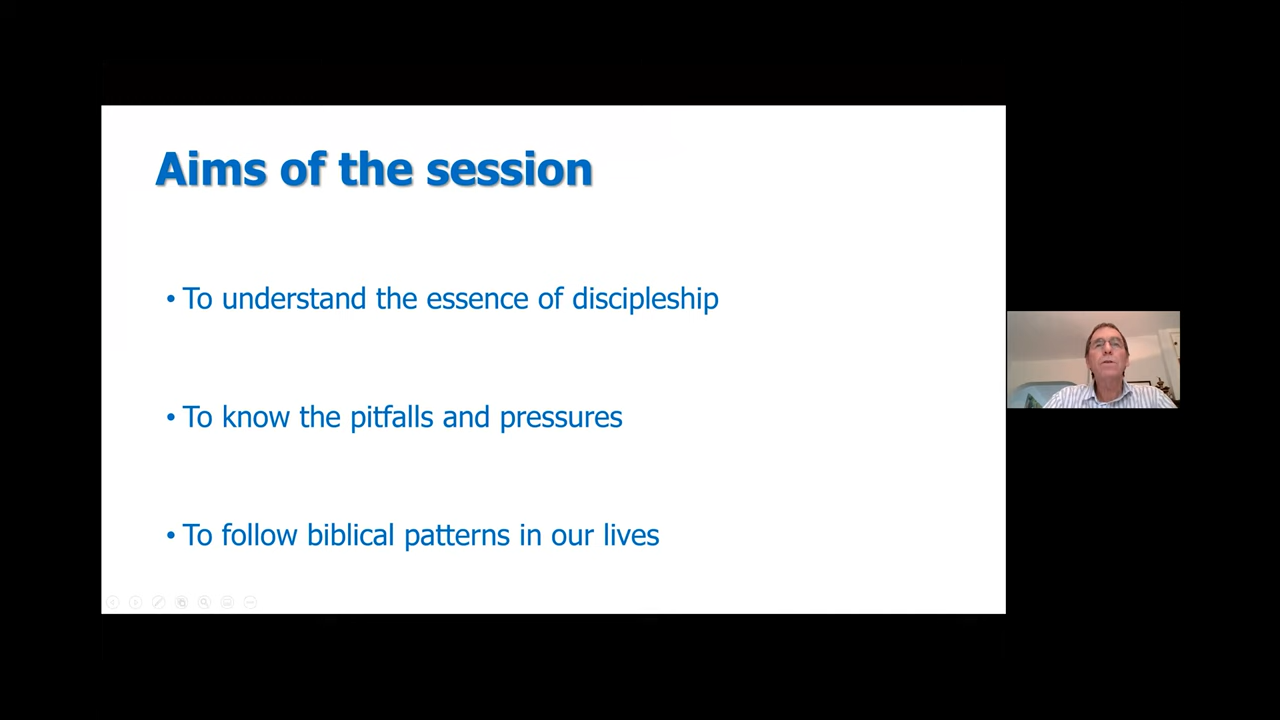 Aims of the session
• To understand the essence of discipleship
• To know the pitfalls and pressures
• To follow biblical patterns in our lives